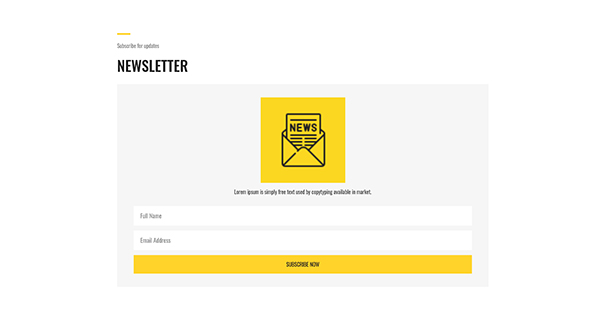 Subscribe for updates
NEWSLETTER
NEWS
Lorem ipsum is simply free text used by copytyping available in market.
Full Name
Email Address
SUBSCRIBE NOW